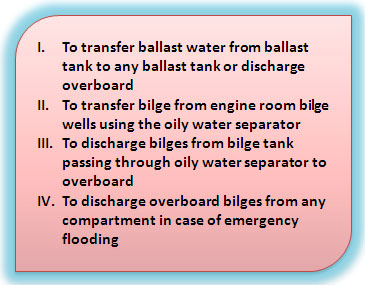 I. To transfer ballast water from ballast
tank to any ballast tank or discharge
overboard
II. To transfer bilge from engine room bilge
wells using the oily water separator
III. To discharge bilges from bilge tank
passing through oily water separator to
overboard
IV. To discharge overboard bilges from any
compartment in case of emergency
flooding